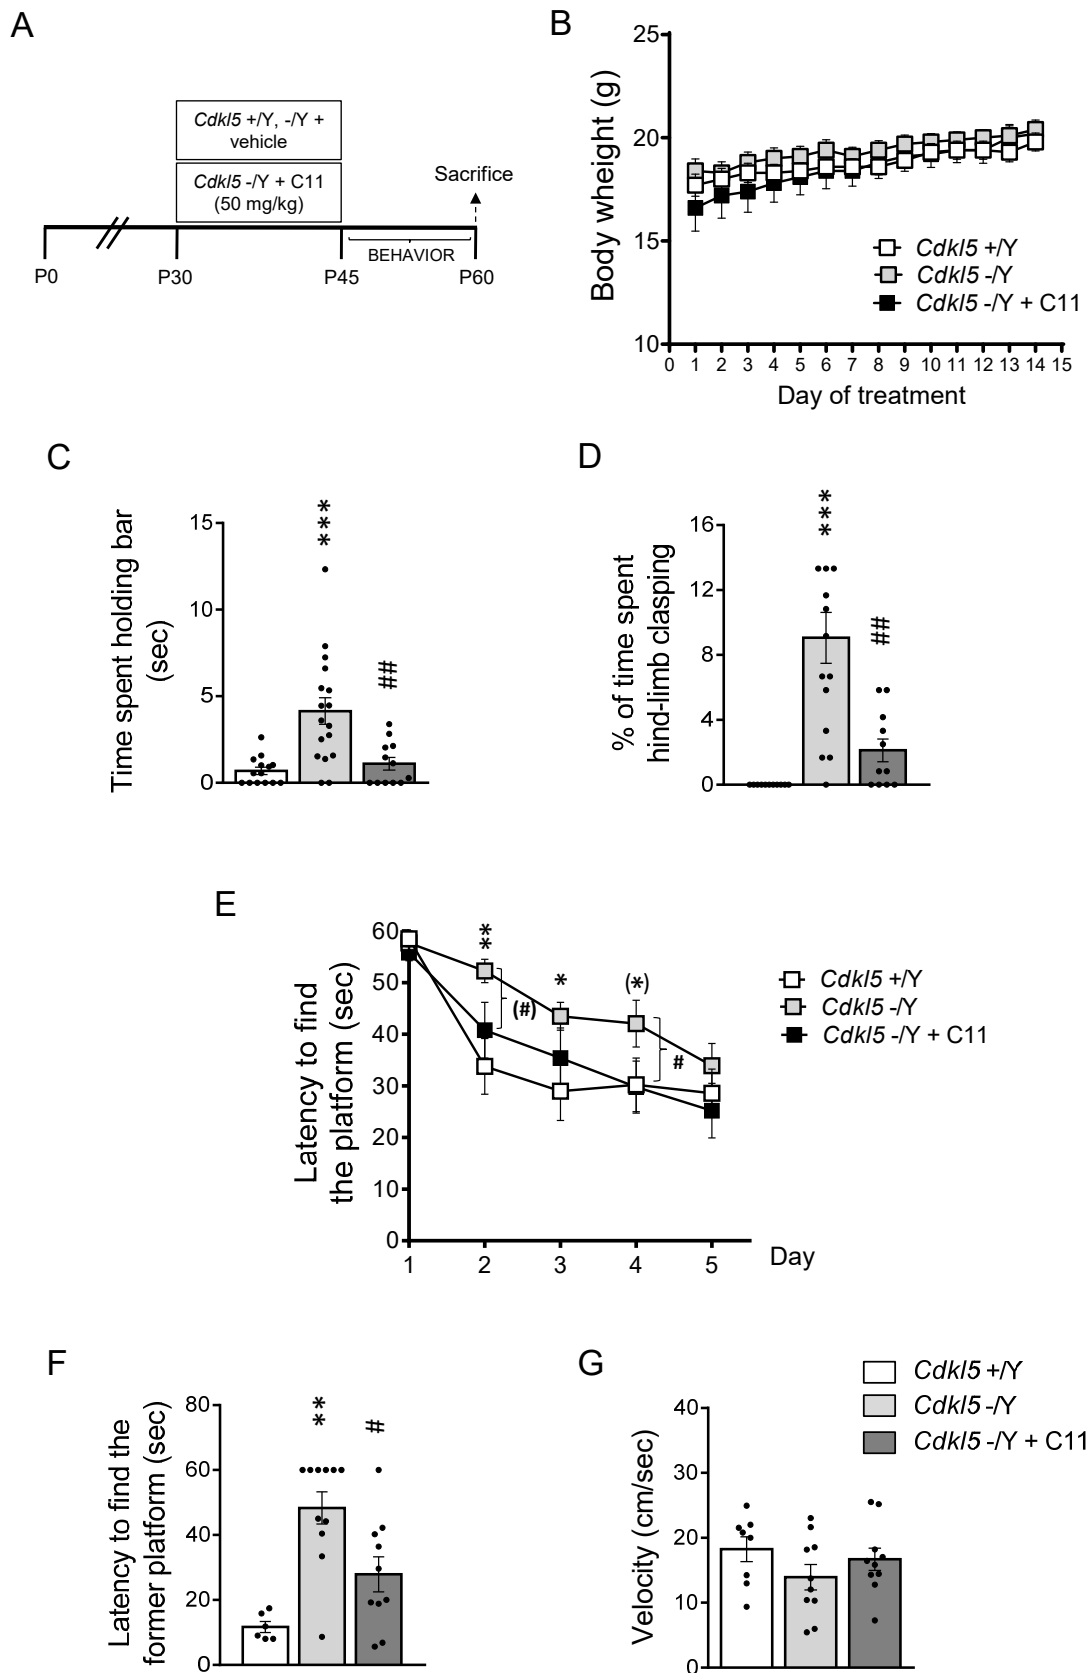 A
Cdkl5 +/Y, -/Y +
vehicle
Cdkl5 -/Y + C11
(50 mg/kg)
Sacrifice
BEHAVIOR
P0
P30
P45
P60
B
Body wheight (g)
25
20
15
10
0 1 2 3 4 5 6 7 8 9 10 11 12 13 14 15
Day of treatment
Cdkl5 +/Y
Cdkl5 -/Y
Cdkl5 -/Y + C11
C
Time spent holding bar
(sec)
15
10
5
0
***
##
D
% of time spent
hind-limb clasping
16
12
8
4
0
***
##
E
Latency to find
the platform (sec)
60
50
40
30
20
10
0
1 2 3 4 5
Day
**
*
(*)
(#)
#
Cdkl5 +/Y
Cdkl5 -/Y
Cdkl5 -/Y + C11
F
Latency to find the
former platform (sec)
80
60
40
20
0
**
#
G
Velocity (cm/sec)
40
30
20
10
0
Cdkl5 +/Y
Cdkl5 -/Y
Cdkl5 -/Y + C11